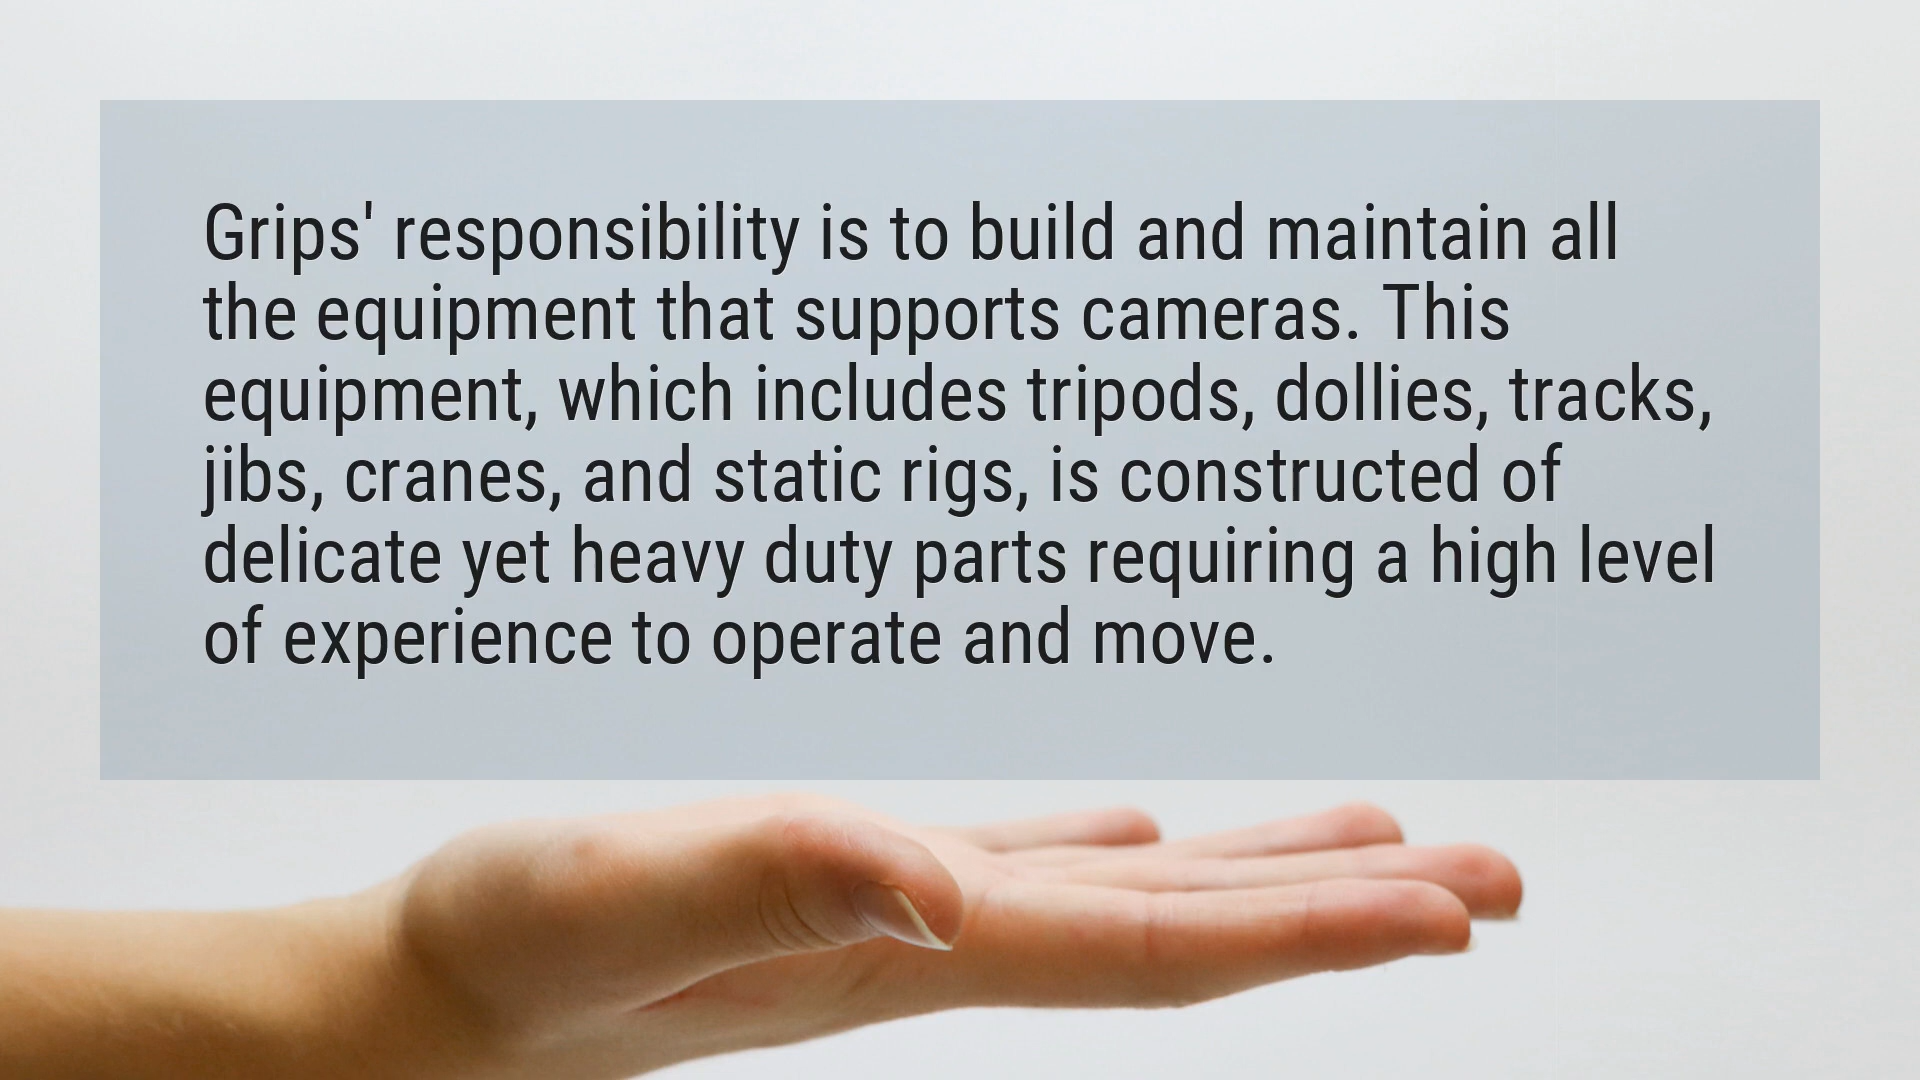 Grips' responsibility is to build and maintain all
the equipment that supports cameras. This
equipment, which includes tripods, dollies, tracks,
jibs, cranes, and static rigs, is constructed of
delicate yet heavy duty parts requiring a high level
of experience to operate and move.